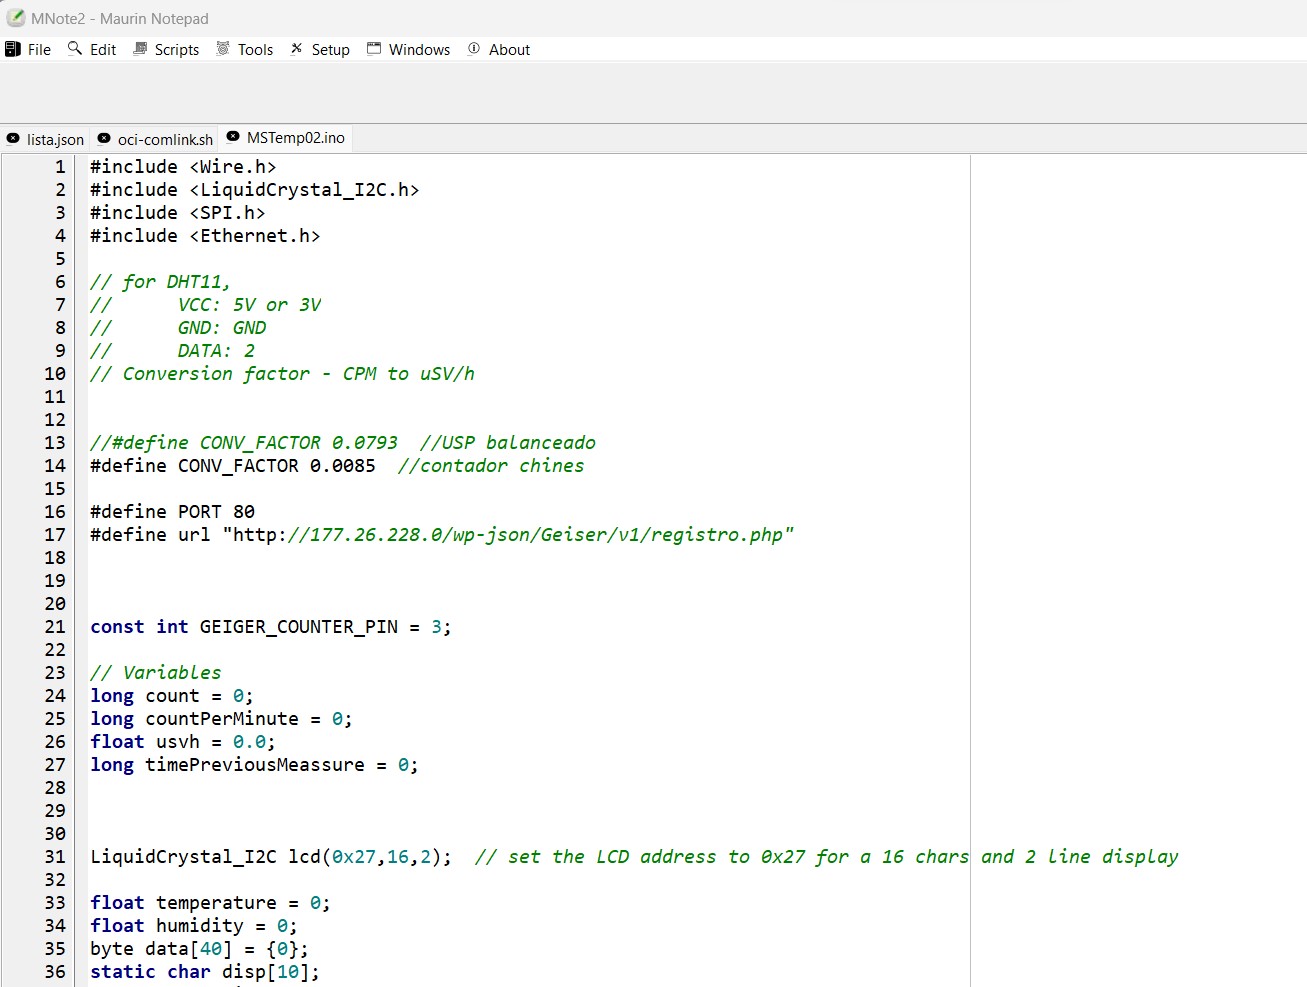 MNote2 - Maurin Notepad
File Edit Scripts Tools Setup Windows About
lista.json oci-comlink.sh MSTemp02.ino
1 #include <Wire.h>
2 #include <LiquidCrystal_I2C.h>
3 #include <SPI.h>
4 #include <Ethernet.h>
5
6 // for DHT11,
7 //      VCC: 5V or 3V
8 //      GND: GND
9 //      DATA: 2
10 // Conversion factor - CPM to uSV/h
11
12
13 //#define CONV_FACTOR 0.0793  //USP balanceado
14 #define CONV_FACTOR 0.0085  //contador chines
15
16 #define PORT 80
17 #define url "http://177.26.228.0/wp-json/Geiser/v1/registro.php"
18
19
20
21 const int GEIGER_COUNTER_PIN = 3;
22
23 // Variables
24 long count = 0;
25 long countPerMinute = 0;
26 float usvh = 0.0;
27 long timePreviousMeassure = 0;
28
29
30
31 LiquidCrystal_I2C lcd(0x27,16,2);  // set the LCD address to 0x27 for a 16 chars and 2 line display
32
33 float temperature = 0;
34 float humidity = 0;
35 byte data[40] = {0};
36 static char disp[10];